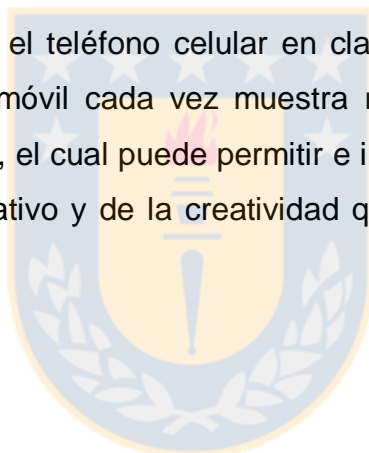 el teléfono celular en cla
móvil cada vez muestra
, el cual puede permitir e i
ativo y de la creatividad q